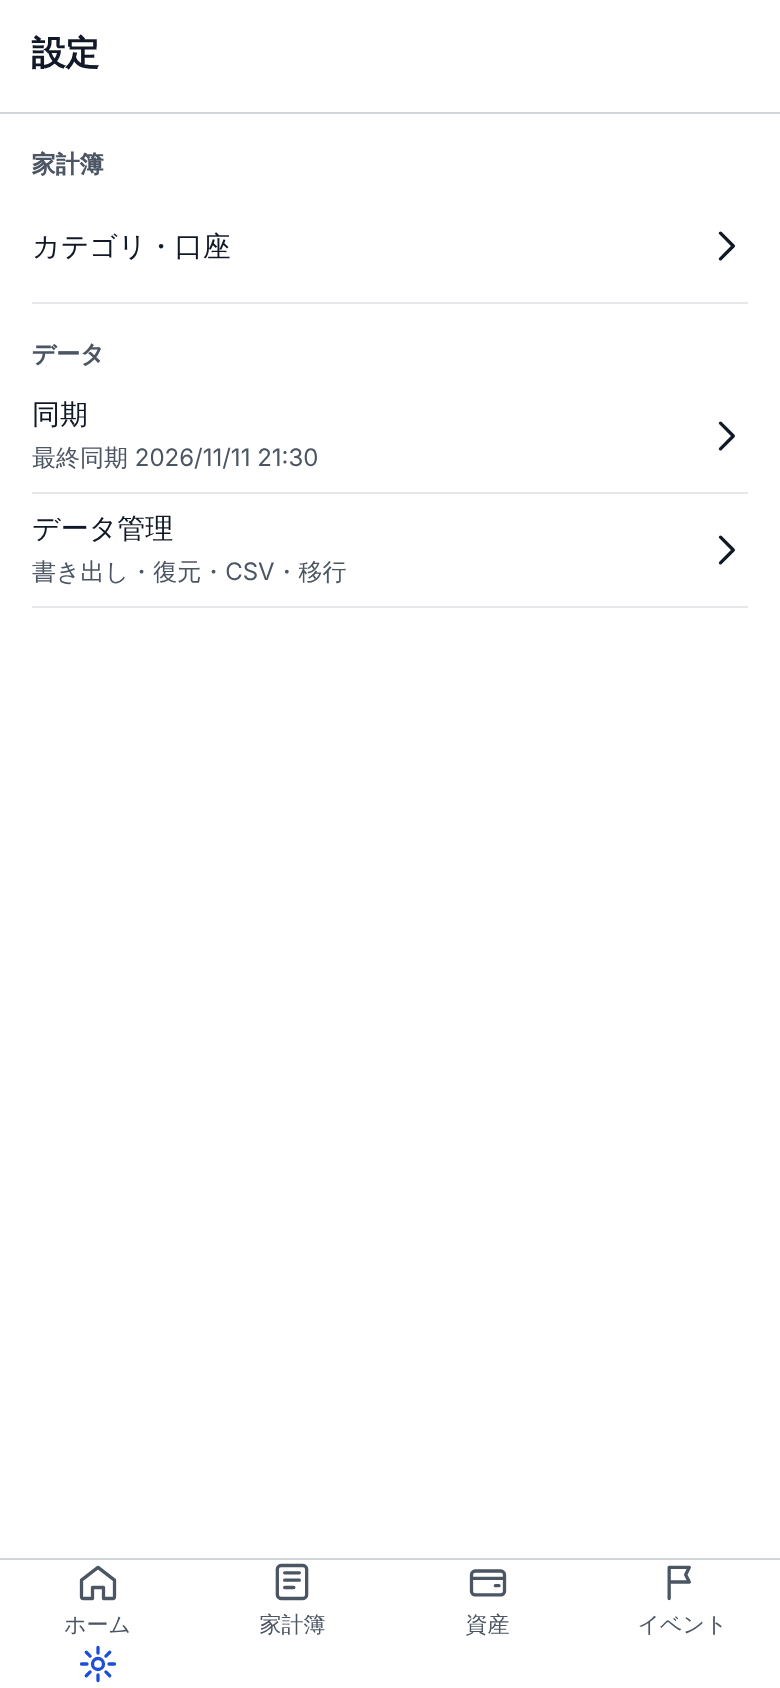 設定
家計簿
カテゴリ・口座
データ
同期
最終同期 2026/11/11 21:30
データ管理
書き出し・復元・CSV・移行
ホーム
家計簿
資産
イベント